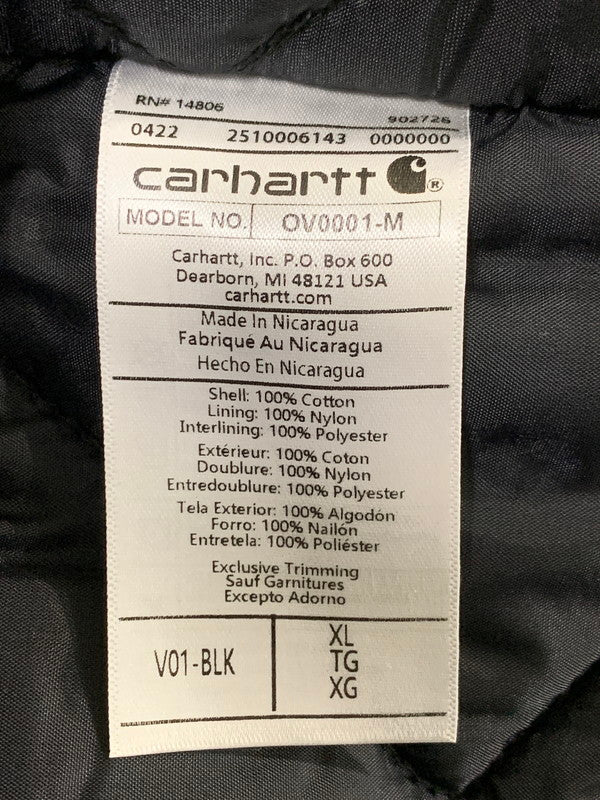 RN# 14806
902726
0422 2510006143 0000000
carhartt ®
MODEL NO. OV0001-M
Carhartt, Inc. P.O. Box 600
Dearborn, MI 48121 USA
carhartt.com
Made In Nicaragua
Fabriqué Au Nicaragua
Hecho En Nicaragua
Shell: 100% Cotton
Lining: 100% Nylon
Interlining: 100% Polyester
Extérieur: 100% Coton
Doublure: 100% Nylon
Entredoublure: 100% Polyester
Tela Exterior: 100% Algodón
Forro: 100% Nailón
Entretela: 100% Poliéster
Exclusive Trimming
Sauf Garnitures
Excepto Adorno
V01-BLK
XL
TG
XG